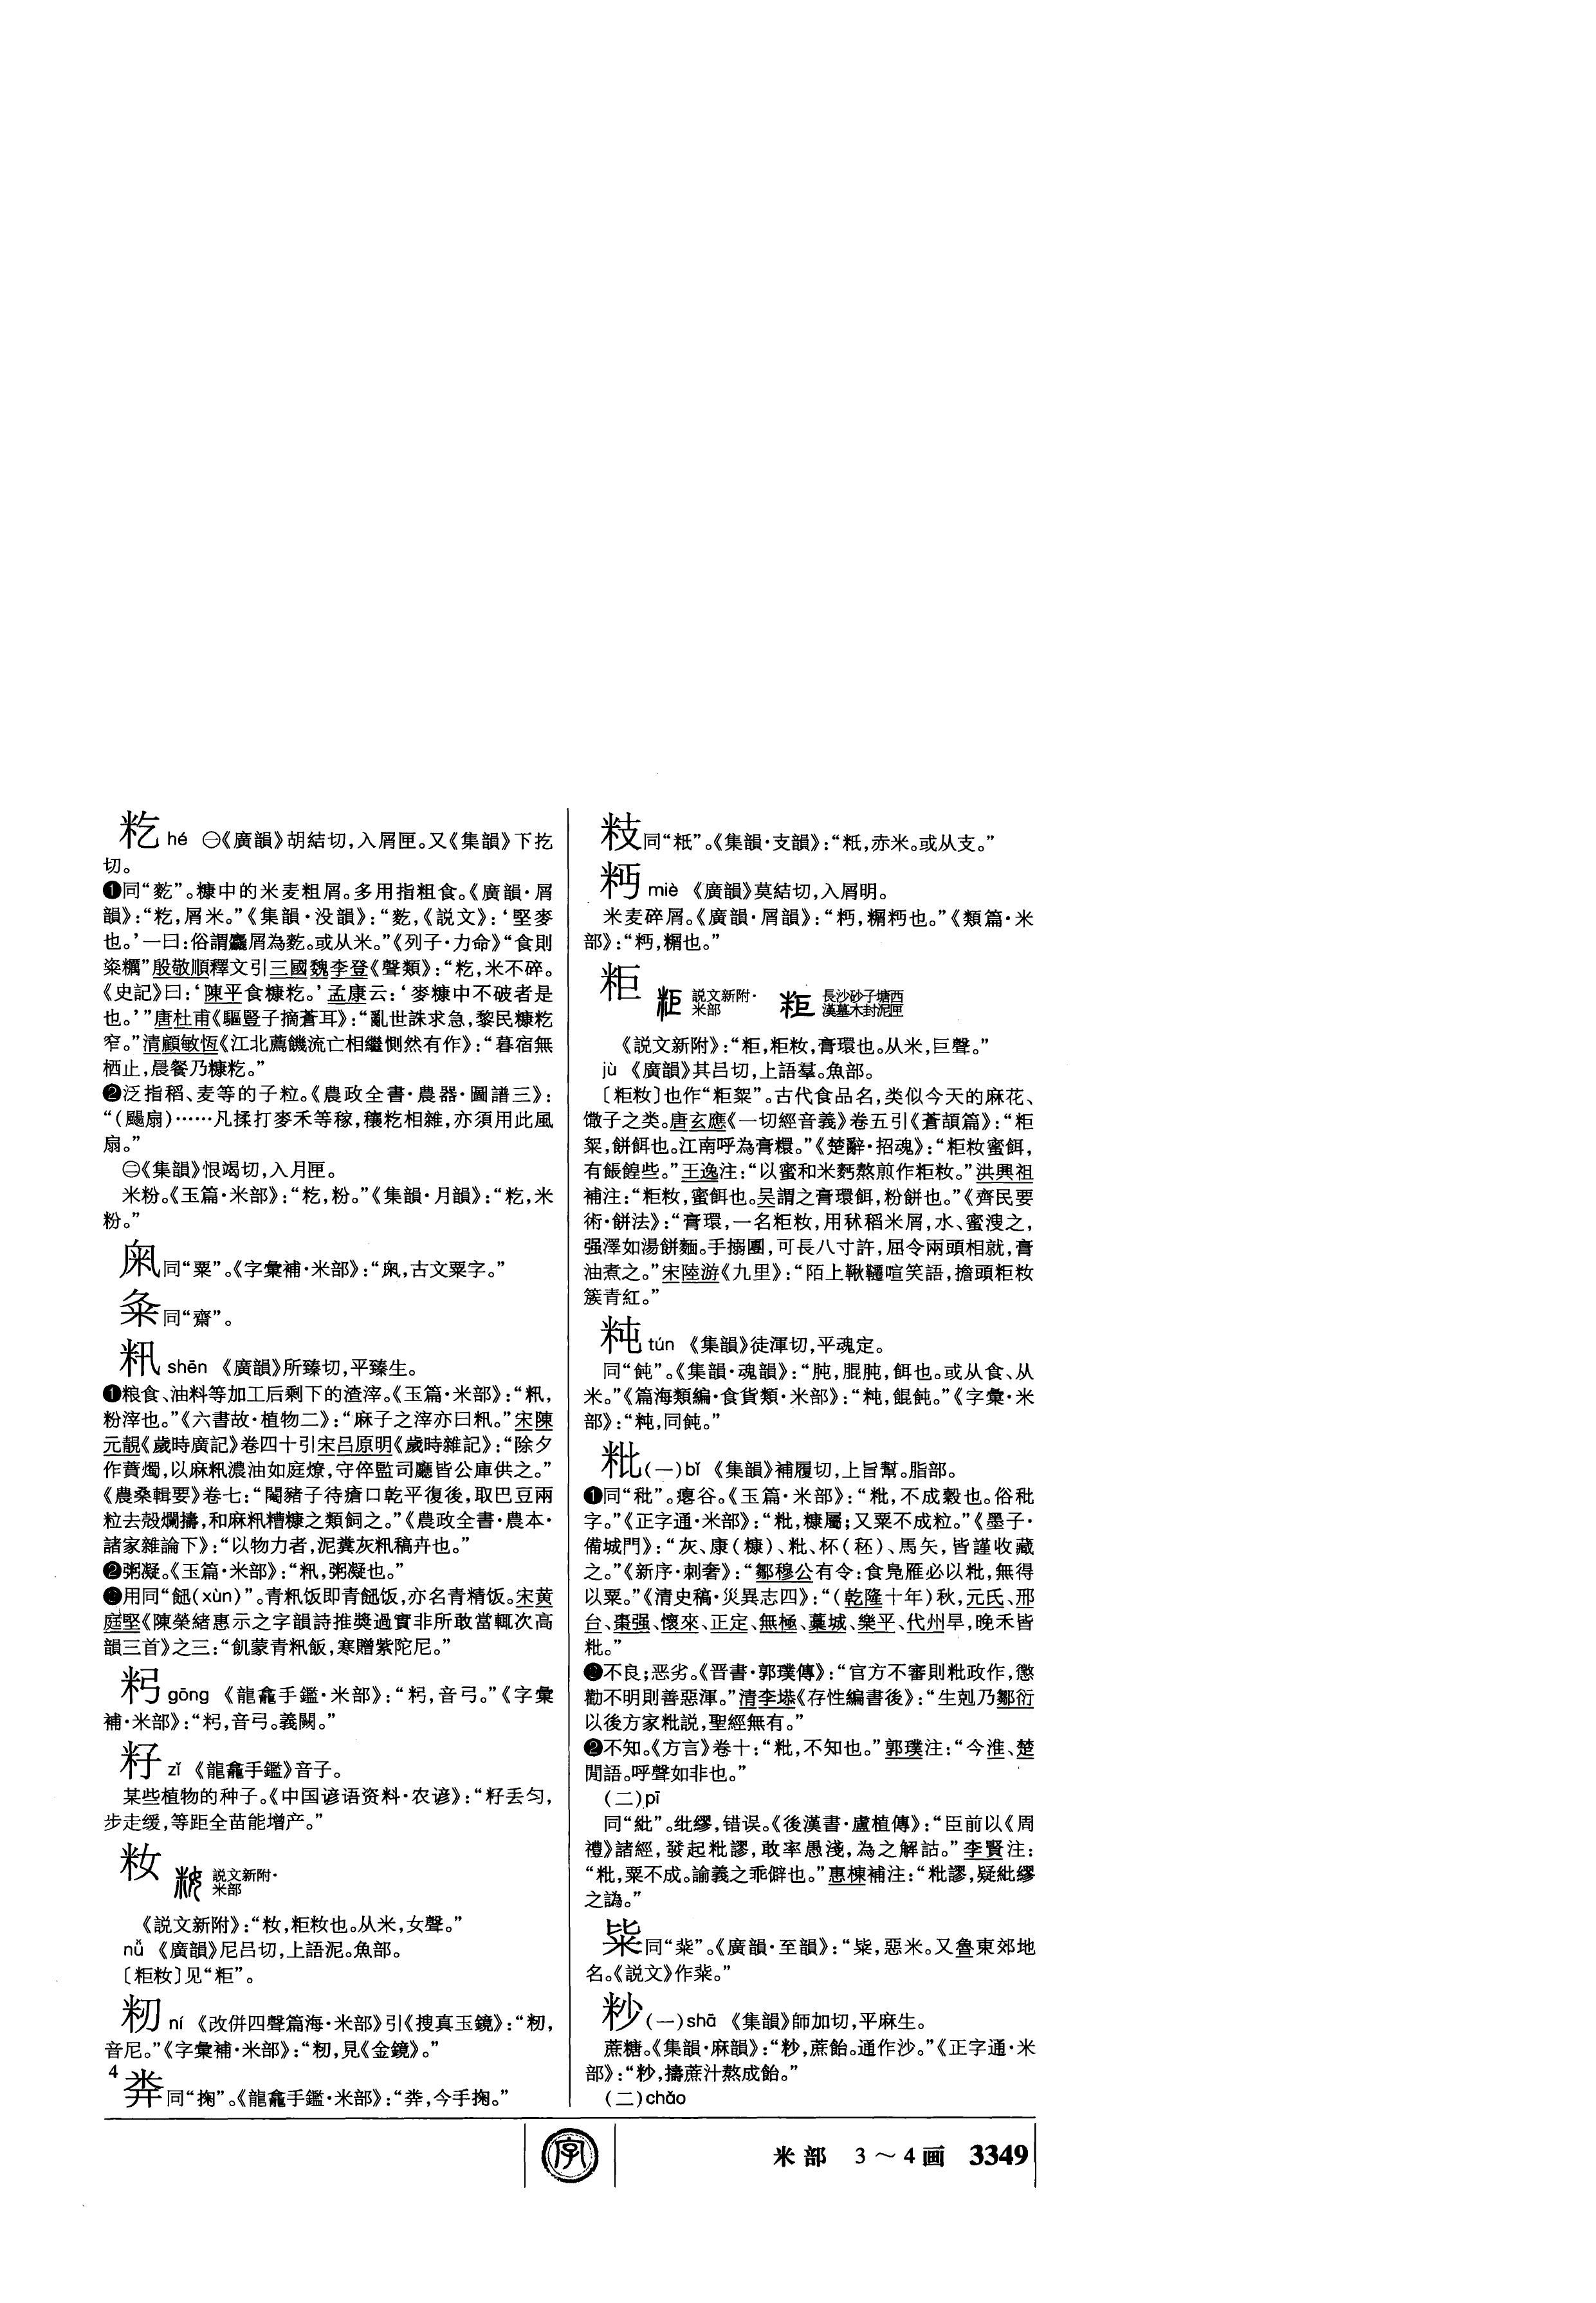 籺 hé ㊀《廣韻》胡結切,入屑匣。又《集韻》下扢
切。
❶同“麧”。糠中的米麦粗屑。多用指粗食。《廣韻·屑
韻》:“籺,屑米。”《集韻·没韻》:“麧,《説文》:‘堅麥
也。’一曰:俗謂麤屑為麧。或从米。”《列子·力命》“食則
粢糲”殷敬順釋文引三國魏李登《聲類》:“籺,米不碎。
《史記》曰:‘陳平食糠籺。’孟康云:‘麥糠中不破者是
也。’”唐杜甫《驅豎子摘蒼耳》:“亂世誅求急,黎民糠籺
窄。”清顧敏恆《江北薦饑流亡相繼惻然有作》:“暮宿無
栖止,晨餐乃糠籺。”
❷泛指稻、麦等的子粒。《農政全書·農器·圖譜三》:
“(颺扇)……凡揉打麥禾等稼,穰籺相雜,亦須用此風
扇。”
㊁《集韻》恨竭切,入月匣。
米粉。《玉篇·米部》:“籺,粉。”《集韻·月韻》:“籺,米
粉。”
同“粟”。《字彙補·米部》:“,古文粟字。”
籴同“齋”。
籸 shēn 《廣韻》所臻切,平臻生。
❶粮食、油料等加工后剩下的渣滓。《玉篇·米部》:“籸,
粉滓也。”《六書故·植物二》:“麻子之滓亦曰籸。”宋陳
元靚《歲時廣記》卷四十引宋吕原明《歲時雜記》:“除夕
作蕡燭,以麻籸濃油如庭燎,守倅監司廳皆公庫供之。”
《農桑輯要》卷七:“閹豬子待瘡口乾平復後,取巴豆兩
粒去殻爛擣,和麻籸糟糠之類飼之。”《農政全書·農本·
諸家雜論下》:“以物力者,泥糞灰籸稿卉也。”
❷粥凝。《玉篇·米部》:“籸,粥凝也。”
❸用同“䭀(xùn)”。青籸饭即青䭀饭,亦名青精饭。宋黄
庭堅《陳榮緒惠示之字韻詩推奬過實非所敢當輒次高
韻三首》之三:“飢蒙青籸飯,寒贈紫陀尼。”
gōng 《龍龕手鑑·米部》:“,音弓。”《字彙
補·米部》:“,音弓。義闕。”
籽 zǐ 《龍龕手鑑》音子。
某些植物的种子。《中国谚语资料·农谚》:“籽丢匀,
步走缓,等距全苗能增产。”
籹 説文新附·
米部
《説文新附》:“籹,粔籹也。从米,女聲。”
nǚ 《廣韻》尼吕切,上語泥。魚部。
〔粔籹〕见“粔”。
籾 ní 《改併四聲篇海·米部》引《搜真玉鏡》:“籾,
音尼。”《字彙補·米部》:“籾,見《金鏡》。”
4
同“掬”。《龍龕手鑑·米部》:“,今手掬。”
䊼同“衹”。《集韻·支韻》:“,赤米。或从支。”
miè 《廣韻》莫結切,入屑明。
米麦碎屑。《廣韻·屑韻》:“,也。”《類篇·米
部》:“,也。”
粔 説文新附·
米部 長沙砂子塘西
漢墓木封泥匣
《説文新附》:“粔,粔籹,膏環也。从米,巨聲。”
jù 《廣韻》其吕切,上語羣。魚部。
〔粔籹〕也作“粔絮”。古代食品名,类似今天的麻花、
馓子之类。唐玄應《一切經音義》卷五引《蒼頡篇》:“粔
,餅餌也。江南呼為膏糫。”《楚辭·招魂》:“粔籹蜜餌,
有餦餭些。”王逸注:“以蜜和米麪熬煎作粔籹。”洪興祖
補注:“粔籹,蜜餌也。吴謂之膏環餌,粉餅也。”《齊民要
術·餅法》:“膏環,一名粔籹,用秫稻米屑,水、蜜溲之,
强澤如湯餅麵。手搦團,可長八寸許,屈令兩頭相就,膏
油煮之。”宋陸游《九里》:“陌上鞦韆喧笑語,擔頭粔籹
簇青紅。”
粎 tún 《集韻》徒渾切,平魂定。
同“飩”。《集韻·魂韻》:“肫,䐊肫,餌也。或从食、从
米。”《篇海類編·食貨類·米部》:“,餛飩。”《字彙·米
部》:“,同飩。”
粃(一)bǐ 《集韻》補履切,上旨幫。脂部。
❶同“秕”。瘪谷。《玉篇·米部》:“粃,不成穀也。俗秕
字。”《正字通·米部》:“粃,糠屬;又粟不成粒。”《墨子·
備城門》:“灰、康(糠)、粃、杯(秠)、馬矢,皆謹收藏
之。”《新序·刺奢》:“鄒穆公有令:食鳧雁必以粃,無得
以粟。”《清史稿·災異志四》:“(乾隆十年)秋,元氏、邢
台、棗强、懷來、正定、無極、藁城、樂平、代州旱,晚禾皆
粃。”
❷不良;恶劣。《晋書·郭璞傳》:“官方不審則粃政作,懲
勸不明則善惡渾。”清李塨《存性編書後》:“生剋乃鄒衍
以後方家粃説,聖經無有。”
❷不知。《方言》卷十:“粃,不知也。”郭璞注:“今淮、楚
閒語。呼聲如非也。”
(二)pī
同“紕”。纰缪,错误。《後漢書·盧植傳》:“臣前以《周
禮》諸經,發起粃謬,敢率愚淺,為之解詁。”李賢注:
“粃,粟不成。諭義之乖僻也。”惠棟補注:“粃謬,疑紕繆
之譌。”
粊同“䉾”。《廣韻·至韻》:“粊,惡米。又魯東郊地
名。《説文》作。”
粆(一)shā 《集韻》師加切,平麻生。
蔗糖。《集韻·麻韻》:“粆,蔗飴。通作沙。”《正字通·米
部》:“粆,擣蔗汁熬成飴。”
(二)chǎo
字
米部 3～4画 3349